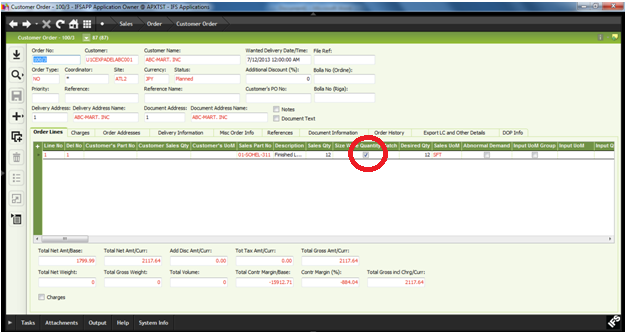 Customer Order - 100/3 - IFSAPP Application Owner @ APXTST - IFS Applications
Sales Order Customer Order
Customer Order - 100/3 87 (87)
Order No: Customer: Customer Name: Wanted Delivery Date/Time: File Ref:
100/3 ABC-MART. INC 7/12/2013 12:00:00 AM
Order Type: Coordinator: Site: Currency: Status: Additional Discount (%): Bolla No (Ordine):
NO * ATL2 JPY Planned 0
Priority: Reference: Reference Name: Customer's PO No: Bolla No (Riga):
Delivery Address: Delivery Address Name: Document Address: Document Address Name: Notes
1 ABC-MART. INC 1 ABC-MART. INC Document Text
Order Lines Charges Order Addresses Delivery Information Misc Order Info References Document Information Order History Export LC and Other Details DOP Info
Line No Del No Customer's Part No Customer Sales Qty Customer's UoM Sales Part No Description Sales Qty Size Quantity Desired Qty Sales UoM Abnormal Demand Input UoM Group Input UoM Input Q
1 1 01-SOHEL-J11 Finished L... 12 12 SFT
Total Net Amt/Base: Total Net Amt/Curr: Add Disc Amt/Curr: Tot Tax Amt/Curr: Total Gross Amt/Curr:
1799.99 2117.64 0.00 0.00 2117.64
Total Net Weight: Total Gross Weight: Total Volume: Total Contr Margin/Base: Contr Margin (%): Total Gross incl Chrg/Curr:
0 0 0 -15912.71 -884.04 2117.64
Charges
Tasks Attachments Output Help System Info
IFS